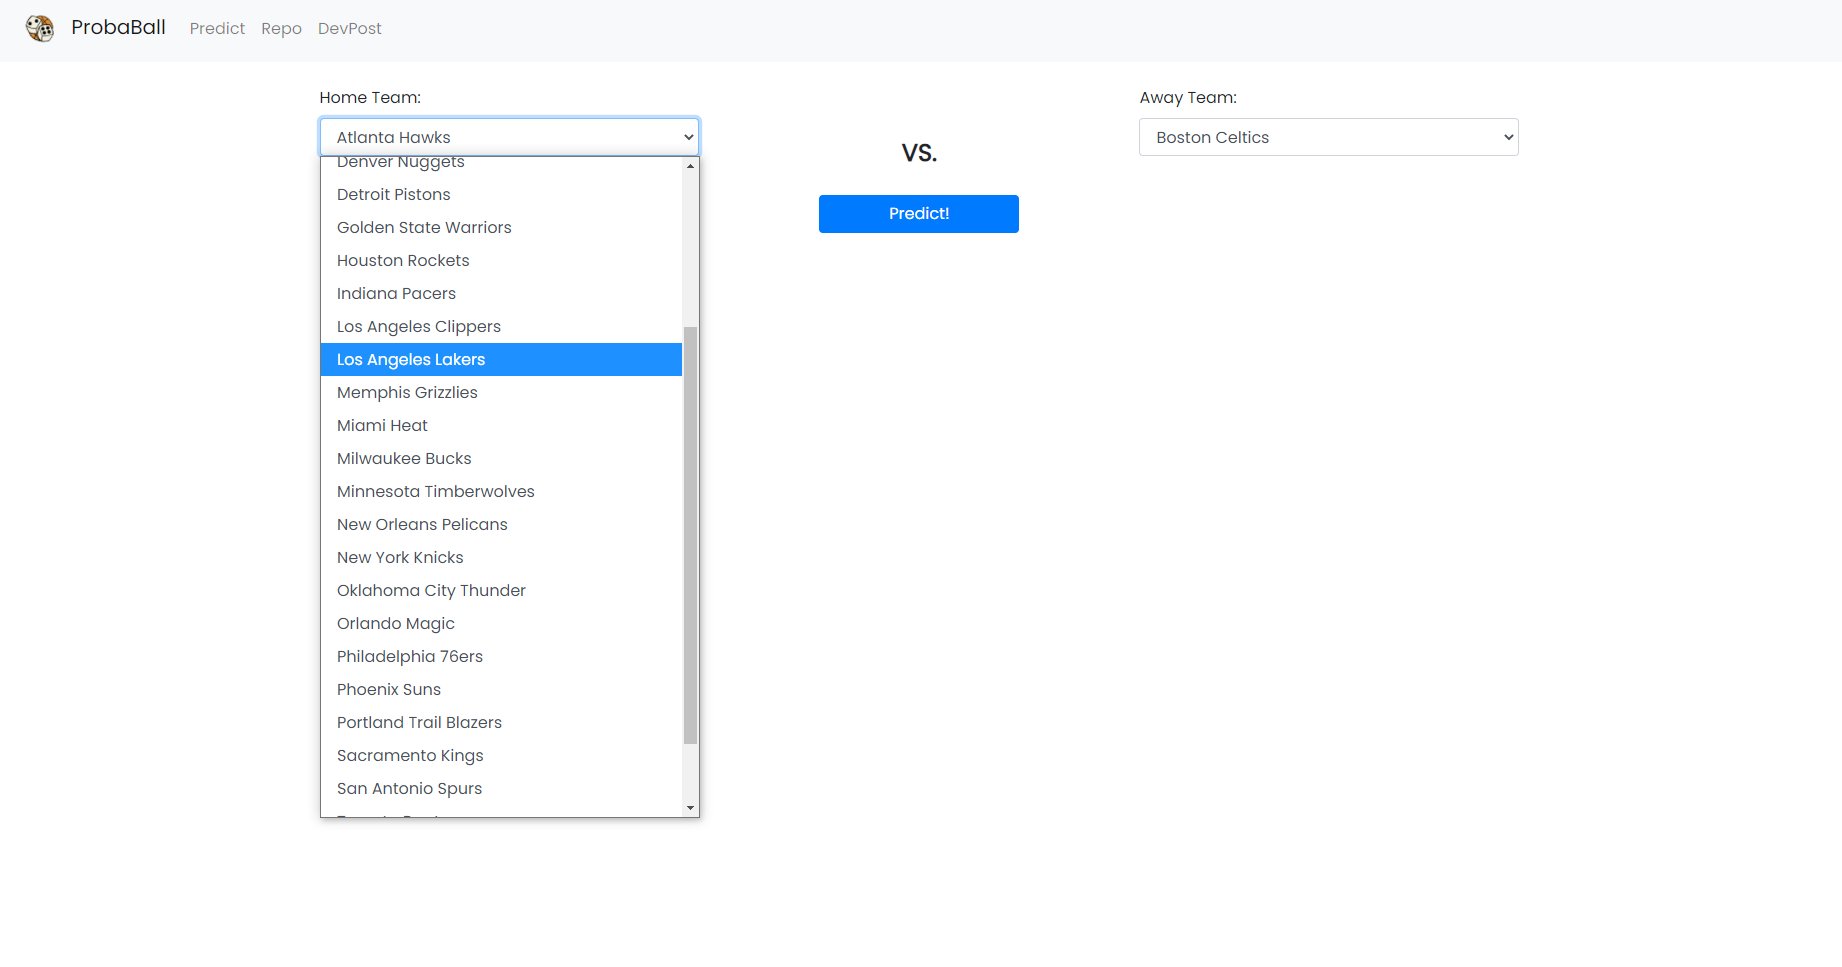 ProbaBall Predict Repo DevPost
Home Team:
Atlanta Hawks
Denver Nuggets
Detroit Pistons
Golden State Warriors
Houston Rockets
Indiana Pacers
Los Angeles Clippers
Los Angeles Lakers
Memphis Grizzlies
Miami Heat
Milwaukee Bucks
Minnesota Timberwolves
New Orleans Pelicans
New York Knicks
Oklahoma City Thunder
Orlando Magic
Philadelphia 76ers
Phoenix Suns
Portland Trail Blazers
Sacramento Kings
San Antonio Spurs
VS.
Predict!
Away Team:
Boston Celtics